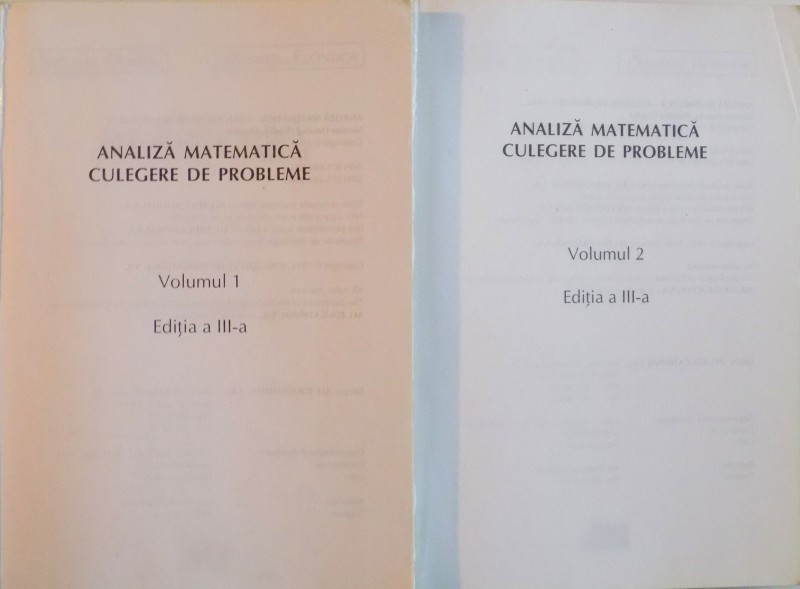 ANALIZĂ MATEMATICĂ
CULEGERE DE PROBLEME
Volumul 1
Ediția a III-a
ANALIZĂ MATEMATICĂ
CULEGERE DE PROBLEME
Volumul 2
Ediția a III-a